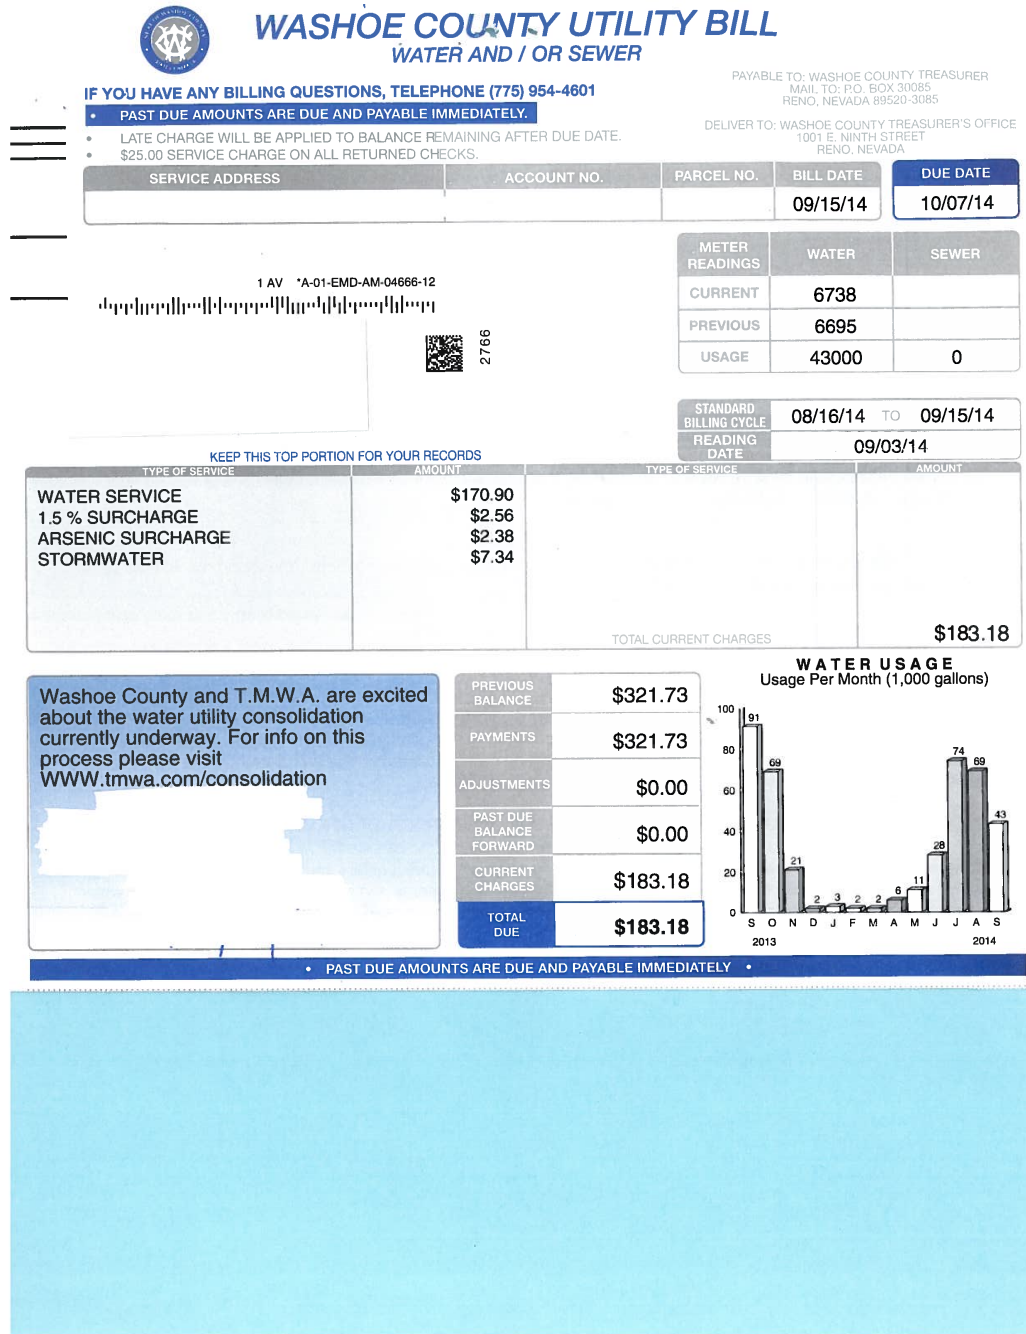 WASHOE COUNTY UTILITY BILL
WATER AND / OR SEWER
IF YOU HAVE ANY BILLING QUESTIONS, TELEPHONE (775) 954-4601
• PAST DUE AMOUNTS ARE DUE AND PAYABLE IMMEDIATELY.
• LATE CHARGE WILL BE APPLIED TO BALANCE REMAINING AFTER DUE DATE.
• $25.00 SERVICE CHARGE ON ALL RETURNED CHECKS.
PAYABLE TO: WASHOE COUNTY TREASURER
MAIL TO: P.O. BOX 30085
RENO, NEVADA 89520-3085
DELIVER TO: WASHOE COUNTY TREASURER'S OFFICE
1001 E. NINTH STREET
RENO, NEVADA
SERVICE ADDRESS ACCOUNT NO. PARCEL NO. BILL DATE DUE DATE
09/15/14 10/07/14
METER READINGS WATER SEWER
CURRENT 6738
PREVIOUS 6695
USAGE 43000 0
1 AV *A-01-EMD-AM-04666-12
2766
STANDARD BILLING CYCLE 08/16/14 TO 09/15/14
READING DATE 09/03/14
KEEP THIS TOP PORTION FOR YOUR RECORDS
TYPE OF SERVICE AMOUNT TYPE OF SERVICE AMOUNT
WATER SERVICE $170.90
1.5 % SURCHARGE $2.56
ARSENIC SURCHARGE $2.38
STORMWATER $7.34
TOTAL CURRENT CHARGES $183.18
Washoe County and T.M.W.A. are excited
about the water utility consolidation
currently underway. For info on this
process please visit
WWW.tmwa.com/consolidation
PREVIOUS BALANCE $321.73
PAYMENTS $321.73
ADJUSTMENTS $0.00
PAST DUE BALANCE FORWARD $0.00
CURRENT CHARGES $183.18
TOTAL DUE $183.18
WATER USAGE
Usage Per Month (1,000 gallons)
100
80
60
40
20
0
91 69 21 2 3 2 2 6 11 28 74 69 43
S O N D J F M A M J J A S
2013 2014
• PAST DUE AMOUNTS ARE DUE AND PAYABLE IMMEDIATELY •